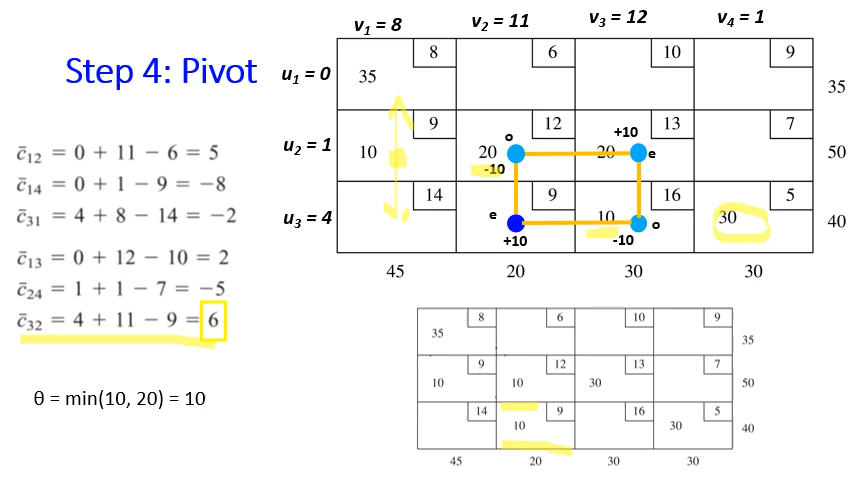 v1 = 8 v2 = 11 v3 = 12 v4 = 1
Step 4: Pivot
u1 = 0 35 8 6 10 9 35
u2 = 1 10 9 20 12 20 13 7 50
o -10 +10 e
u3 = 4 14 9 10 16 30 5 40
e +10 -10 o
45 20 30 30
c̄12 = 0 + 11 − 6 = 5
c̄14 = 0 + 1 − 9 = −8
c̄31 = 4 + 8 − 14 = −2
c̄13 = 0 + 12 − 10 = 2
c̄24 = 1 + 1 − 7 = −5
c̄32 = 4 + 11 − 9 = 6
θ = min(10, 20) = 10
35 8 6 10 9 35
10 9 10 12 30 13 7 50
14 10 9 16 30 5 40
45 20 30 30